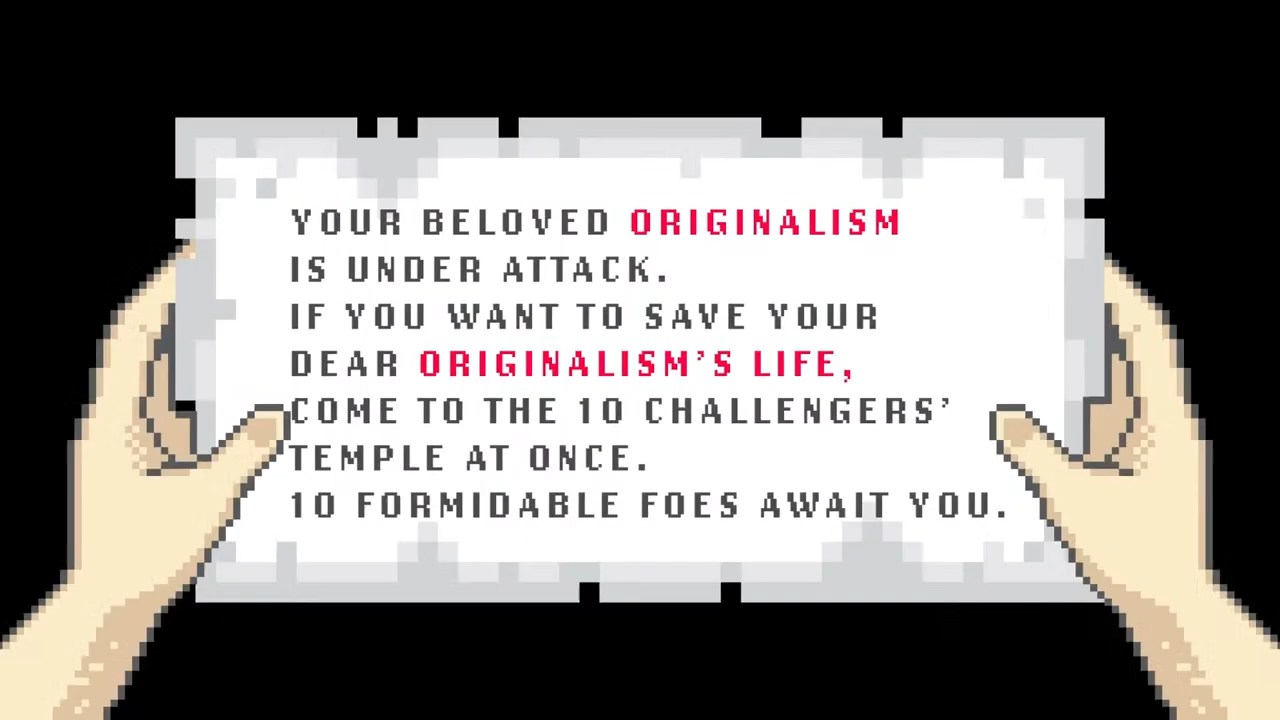 YOUR BELOVED ORIGINALISM
IS UNDER ATTACK.
IF YOU WANT TO SAVE YOUR
DEAR ORIGINALISM'S LIFE,
COME TO THE 10 CHALLENGERS'
TEMPLE AT ONCE.
10 FORMIDABLE FOES AWAIT YOU.